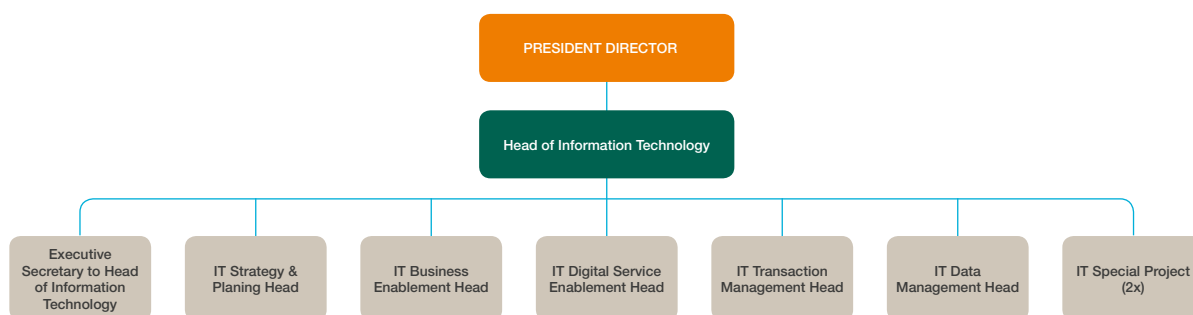 PRESIDENT DIRECTOR
Head of Information Technology
Executive
Secretary to Head
of Information
Technology
IT Strategy &
Planing Head
IT Business
Enablement Head
IT Digital Service
Enablement Head
IT Transaction
Management Head
IT Data
Management Head
IT Special Project
(2x)